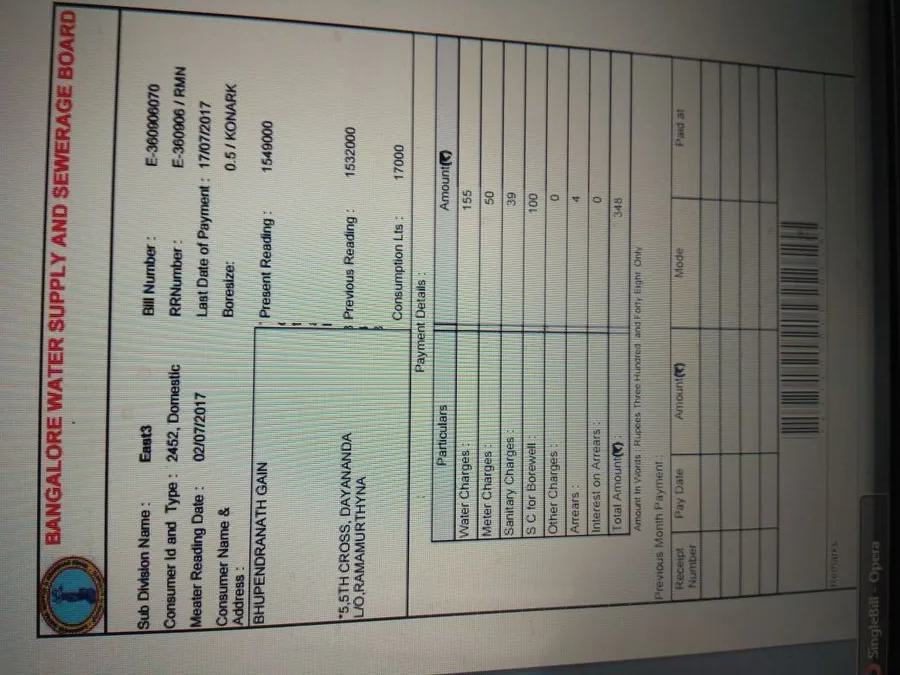 BANGALORE WATER SUPPLY AND SEWERAGE BOARD
Sub Division Name : East3 Bill Number : E-360906070
Consumer Id and Type : 2452, Domestic RRNumber : E-360906 / RMN
Meater Reading Date : 02/07/2017 Last Date of Payment : 17/07/2017
Consumer Name & Address : Boresize: 0.5 / KONARK
BHUPENDRANATH GAIN Present Reading : 1549000
*5,5TH CROSS, DAYANANDA Previous Reading : 1532000
L/O,RAMAMURTHYNA
Consumption Lts : 17000
Payment Details :
Particulars Amount(₹)
Water Charges : 155
Meter Charges : 50
Sanitary Charges : 39
S C for Borewell : 100
Other Charges : 0
Arrears : 4
Interest on Arrears : 0
Total Amount(₹) : 348
Amount In Words : Rupees Three Hundred and Forty Eight Only
Previous Month Payment :
Receipt Number Pay Date Amount(₹) Mode Paid at
Remarks
SingleBill - Opera